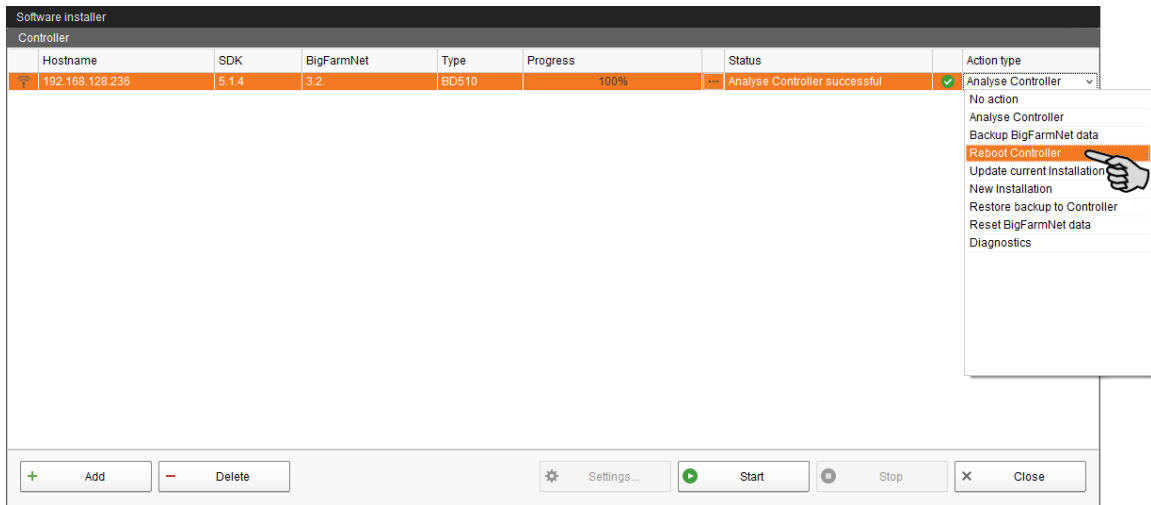 Software installer
Controller
Hostname SDK BigFarmNet Type Progress Status Action type
192.168.128.236 5.1.4 3.2. BD510 100% ... Analyse Controller successful Analyse Controller
No action
Analyse Controller
Backup BigFarmNet data
Reboot Controller
Update current Installation
New Installation
Restore backup to Controller
Reset BigFarmNet data
Diagnostics
Add Delete Settings... Start Stop Close